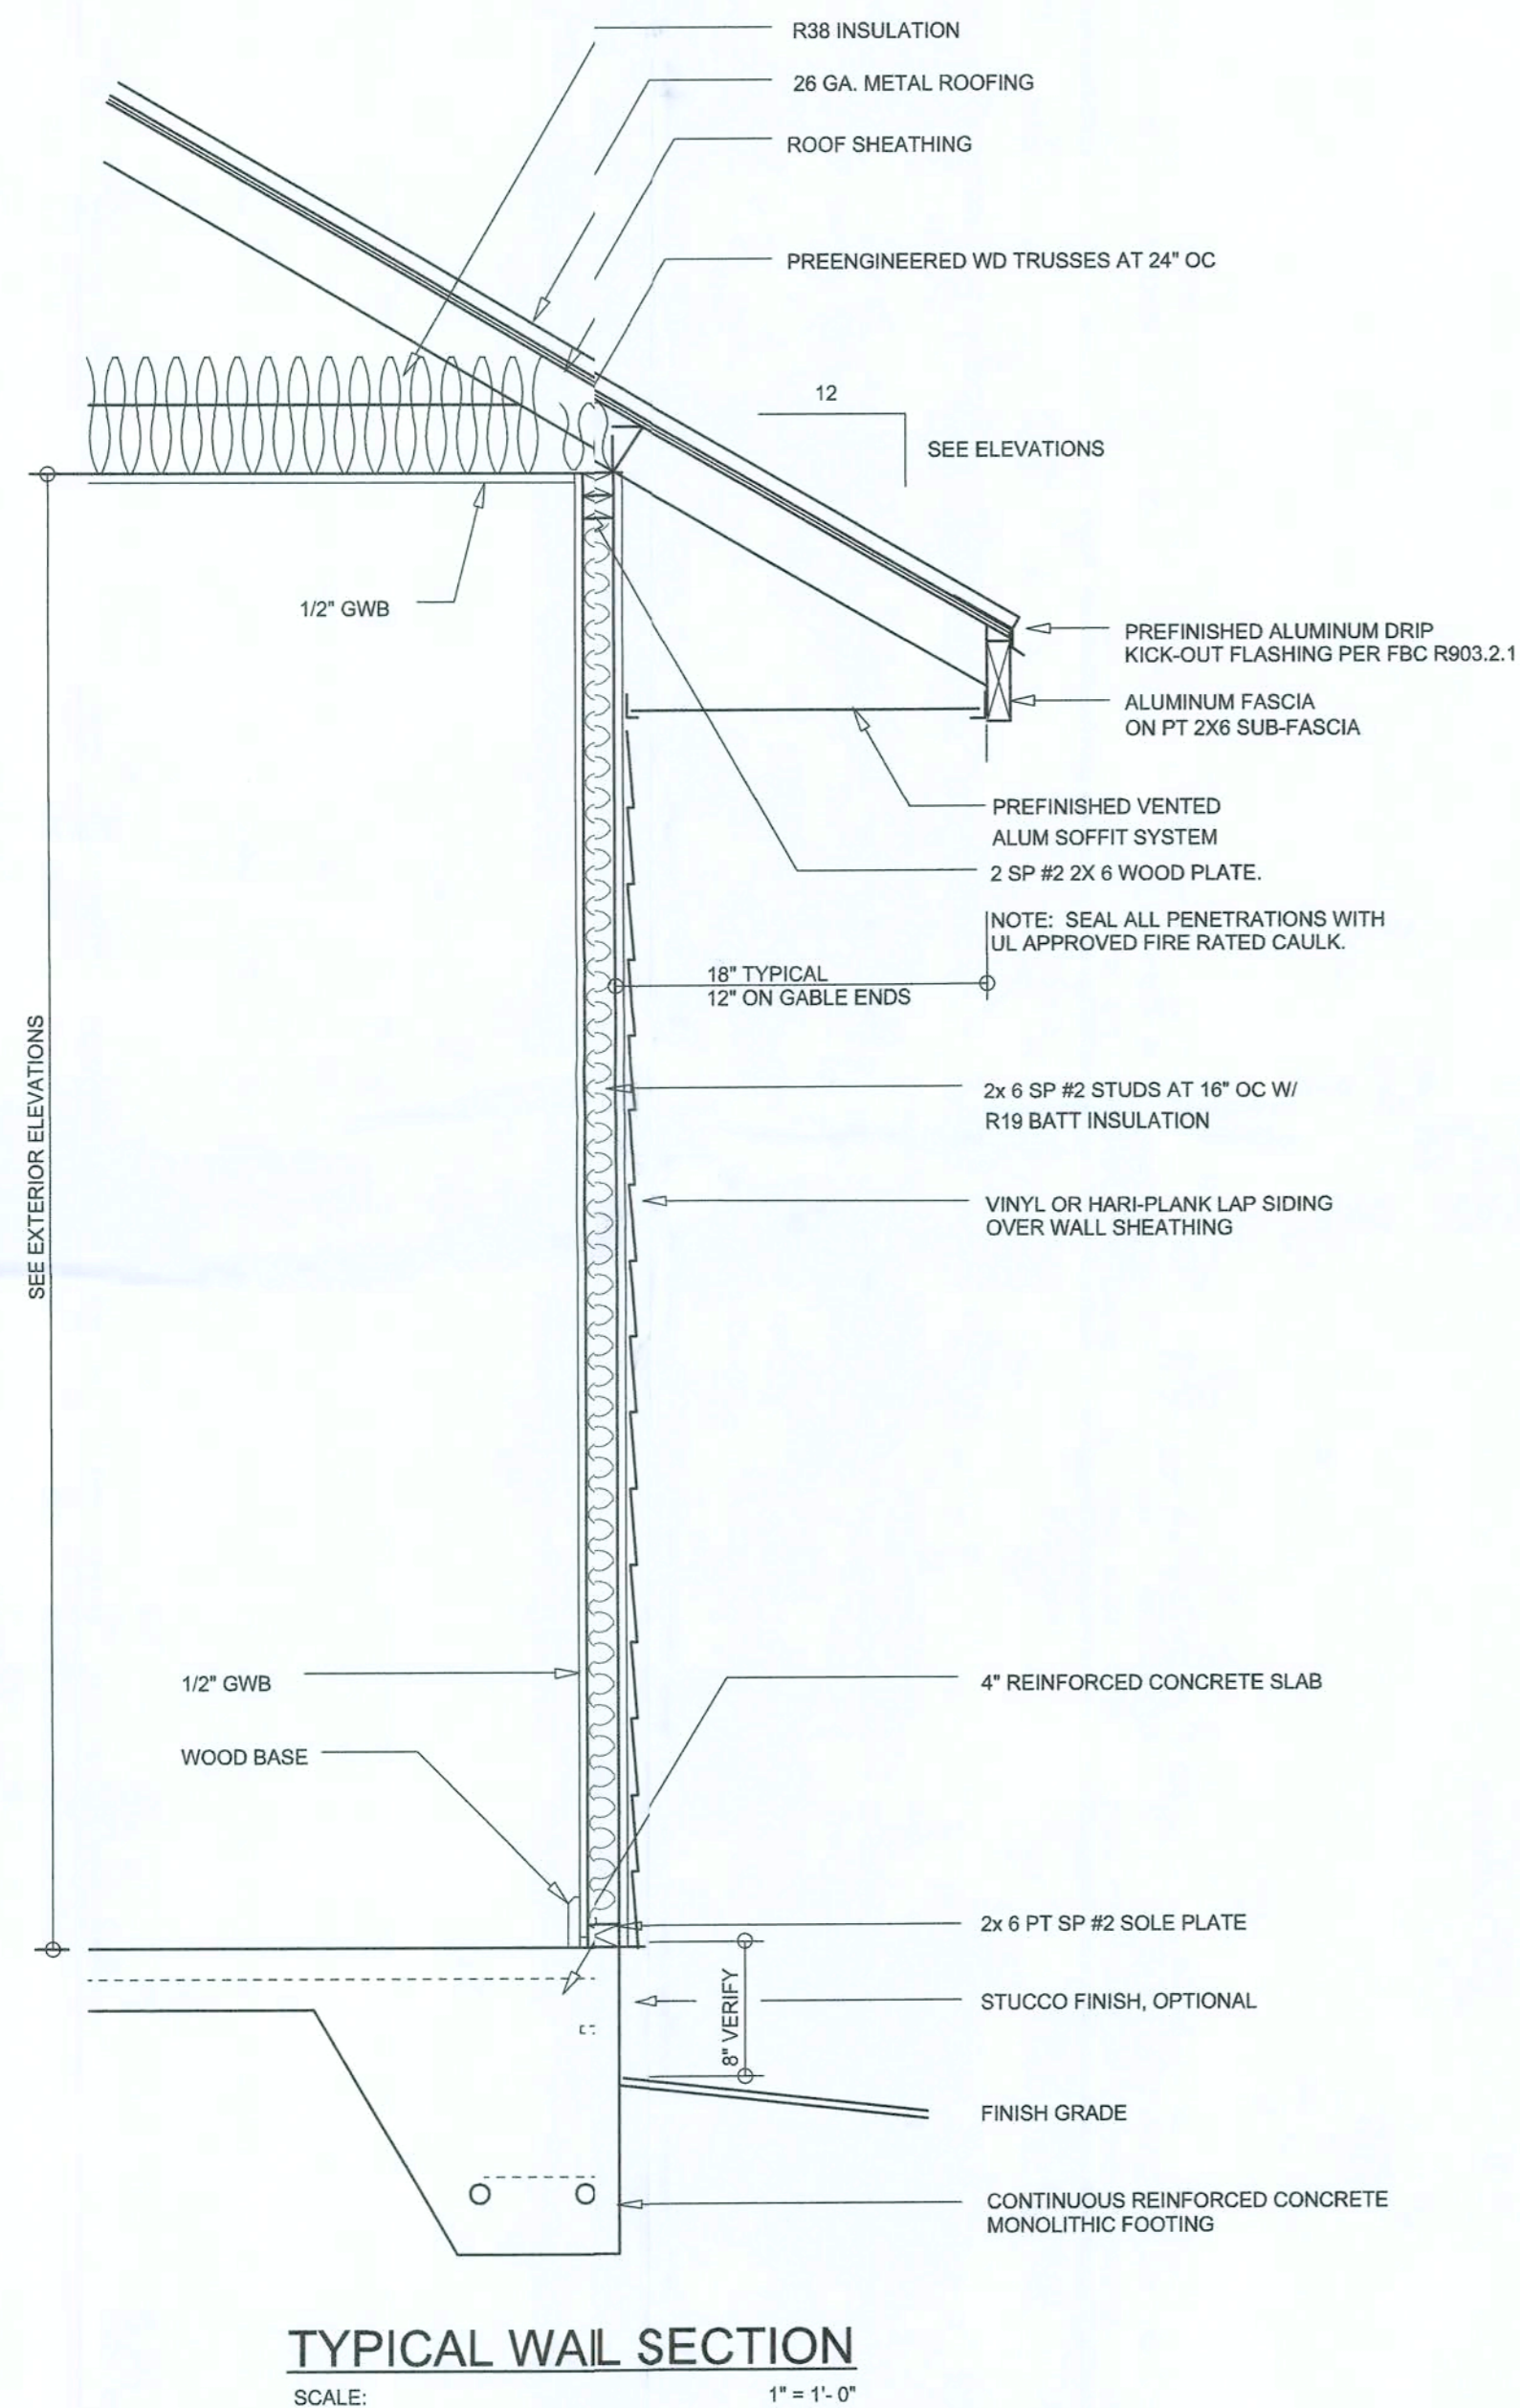 R38 INSULATION
26 GA. METAL ROOFING
ROOF SHEATHING
PREENGINEERED WD TRUSSES AT 24" OC
12
SEE ELEVATIONS
1/2" GWB
PREFINISHED ALUMINUM DRIP
KICK-OUT FLASHING PER FBC R903.2.1
ALUMINUM FASCIA
ON PT 2X6 SUB-FASCIA
PREFINISHED VENTED
ALUM SOFFIT SYSTEM
2 SP #2 2X 6 WOOD PLATE.
NOTE: SEAL ALL PENETRATIONS WITH
UL APPROVED FIRE RATED CAULK.
18" TYPICAL
12" ON GABLE ENDS
SEE EXTERIOR ELEVATIONS
2x 6 SP #2 STUDS AT 16" OC W/
R19 BATT INSULATION
VINYL OR HARI-PLANK LAP SIDING
OVER WALL SHEATHING
1/2" GWB
4" REINFORCED CONCRETE SLAB
WOOD BASE
2x 6 PT SP #2 SOLE PLATE
8" VERIFY
STUCCO FINISH, OPTIONAL
FINISH GRADE
CONTINUOUS REINFORCED CONCRETE
MONOLITHIC FOOTING
TYPICAL WALL SECTION
SCALE: 1" = 1'- 0"